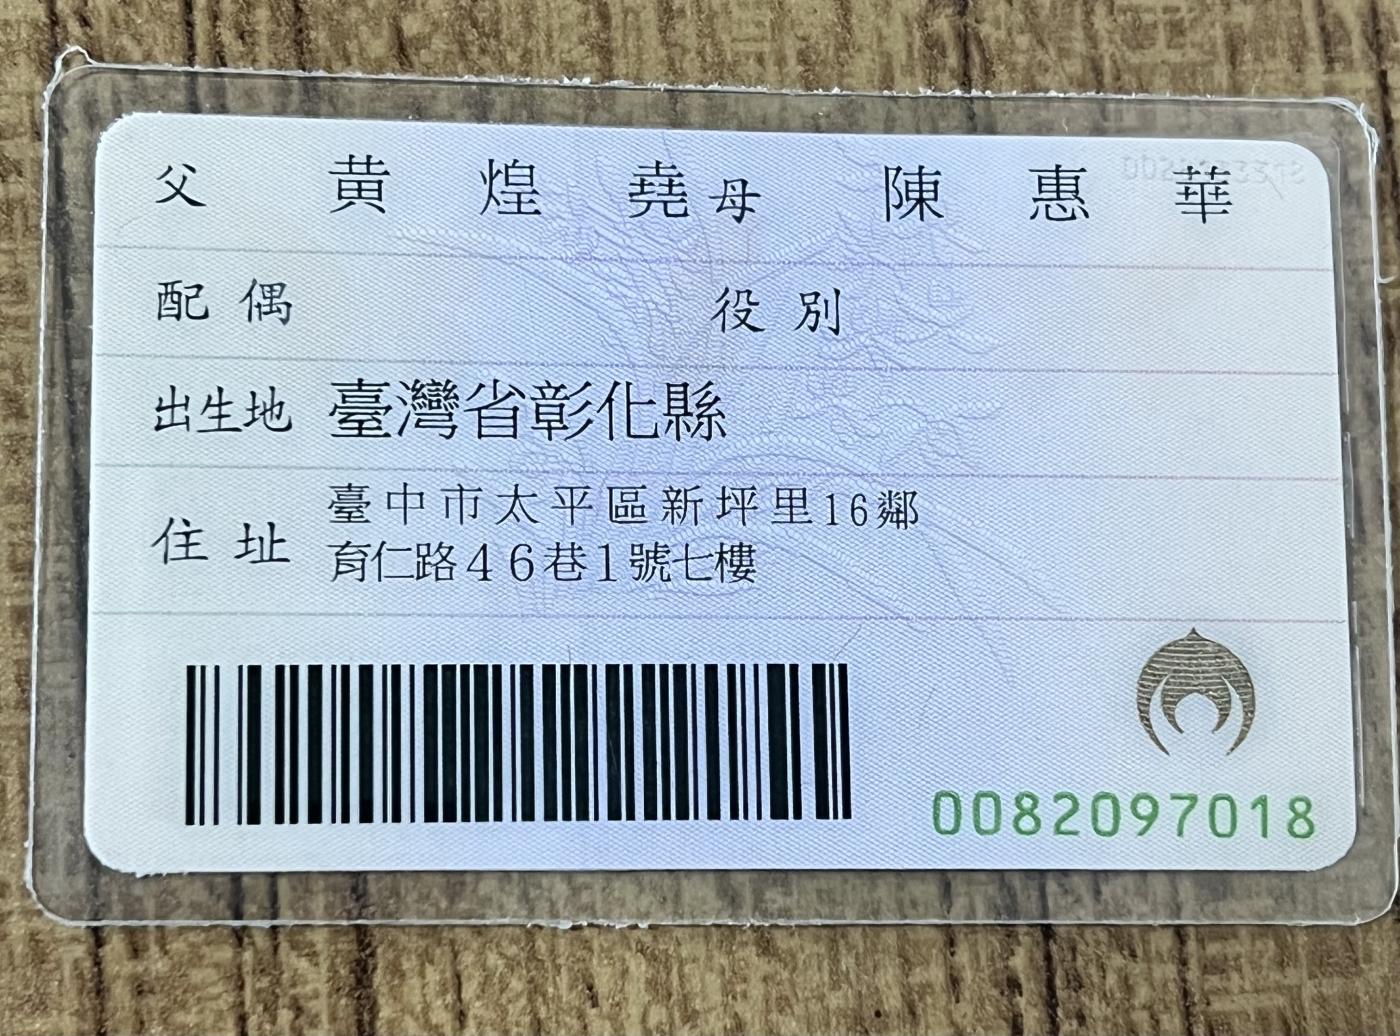 父 黄煌堯 母 陳惠華
配偶 役別
出生地 臺灣省彰化縣
住址 臺中市太平區新坪里16鄰
育仁路46巷1號七樓
0082097018